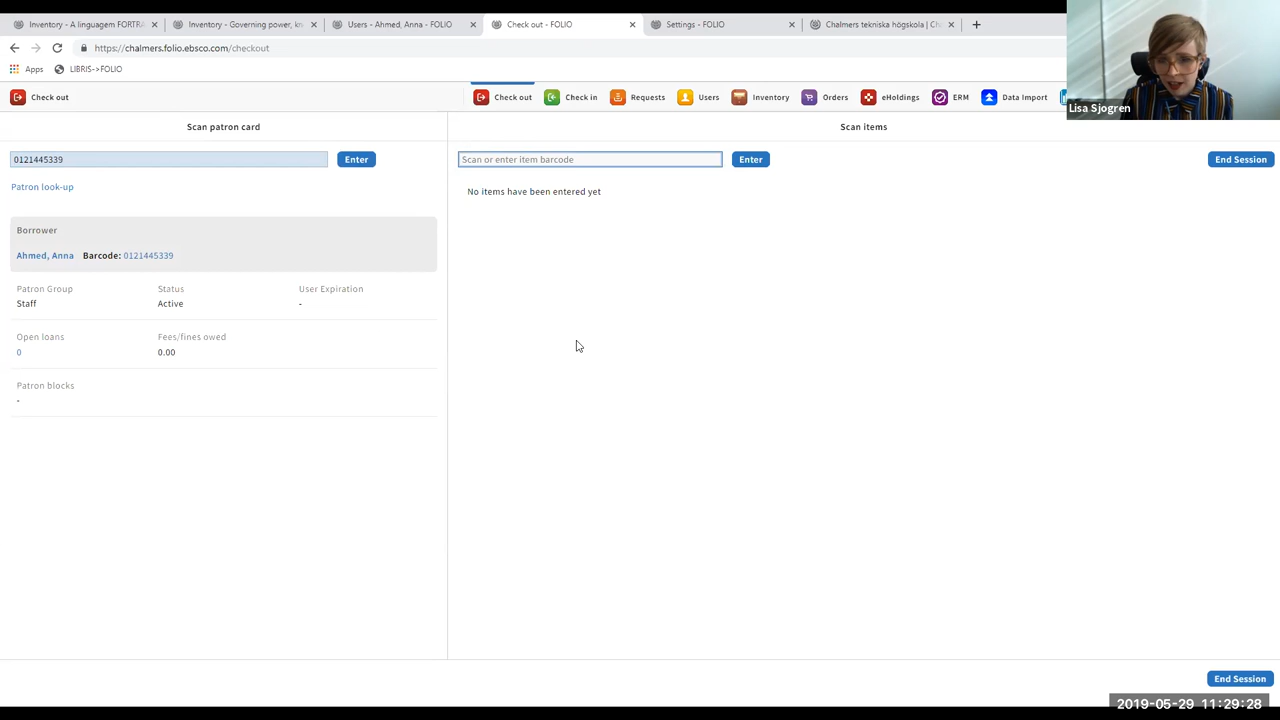 Inventory - A linguagem FORTRA
Inventory - Governing power, kn
Users - Ahmed, Anna - FOLIO
Check out - FOLIO
Settings - FOLIO
Chalmers tekniska högskola | Ch
https://chalmers.folio.ebsco.com/checkout
Apps
LIBRIS->FOLIO
Lisa Sjogren
Check out
Check out
Check in
Requests
Users
Inventory
Orders
eHoldings
ERM
Data Import
Scan patron card
Scan items
0121445339
Enter
Scan or enter item barcode
Enter
End Session
Patron look-up
No items have been entered yet
Borrower
Ahmed, Anna Barcode: 0121445339
Patron Group
Status
User Expiration
Staff
Active
-
Open loans
Fees/fines owed
0
0.00
Patron blocks
-
End Session
2019-05-29 11:29:28